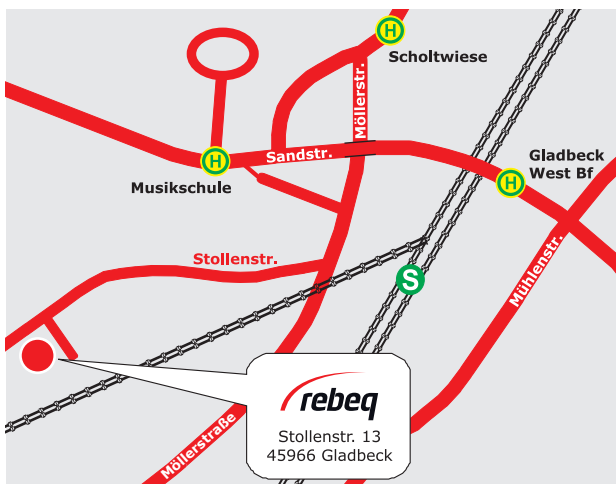 H
Scholtwiese
Möllerstr.
Sandstr.
H
Musikschule
Gladbeck
West Bf
H
Stollenstr.
S
Mühlenstr.
rebeq
Stollenstr. 13
45966 Gladbeck
Möllerstraße